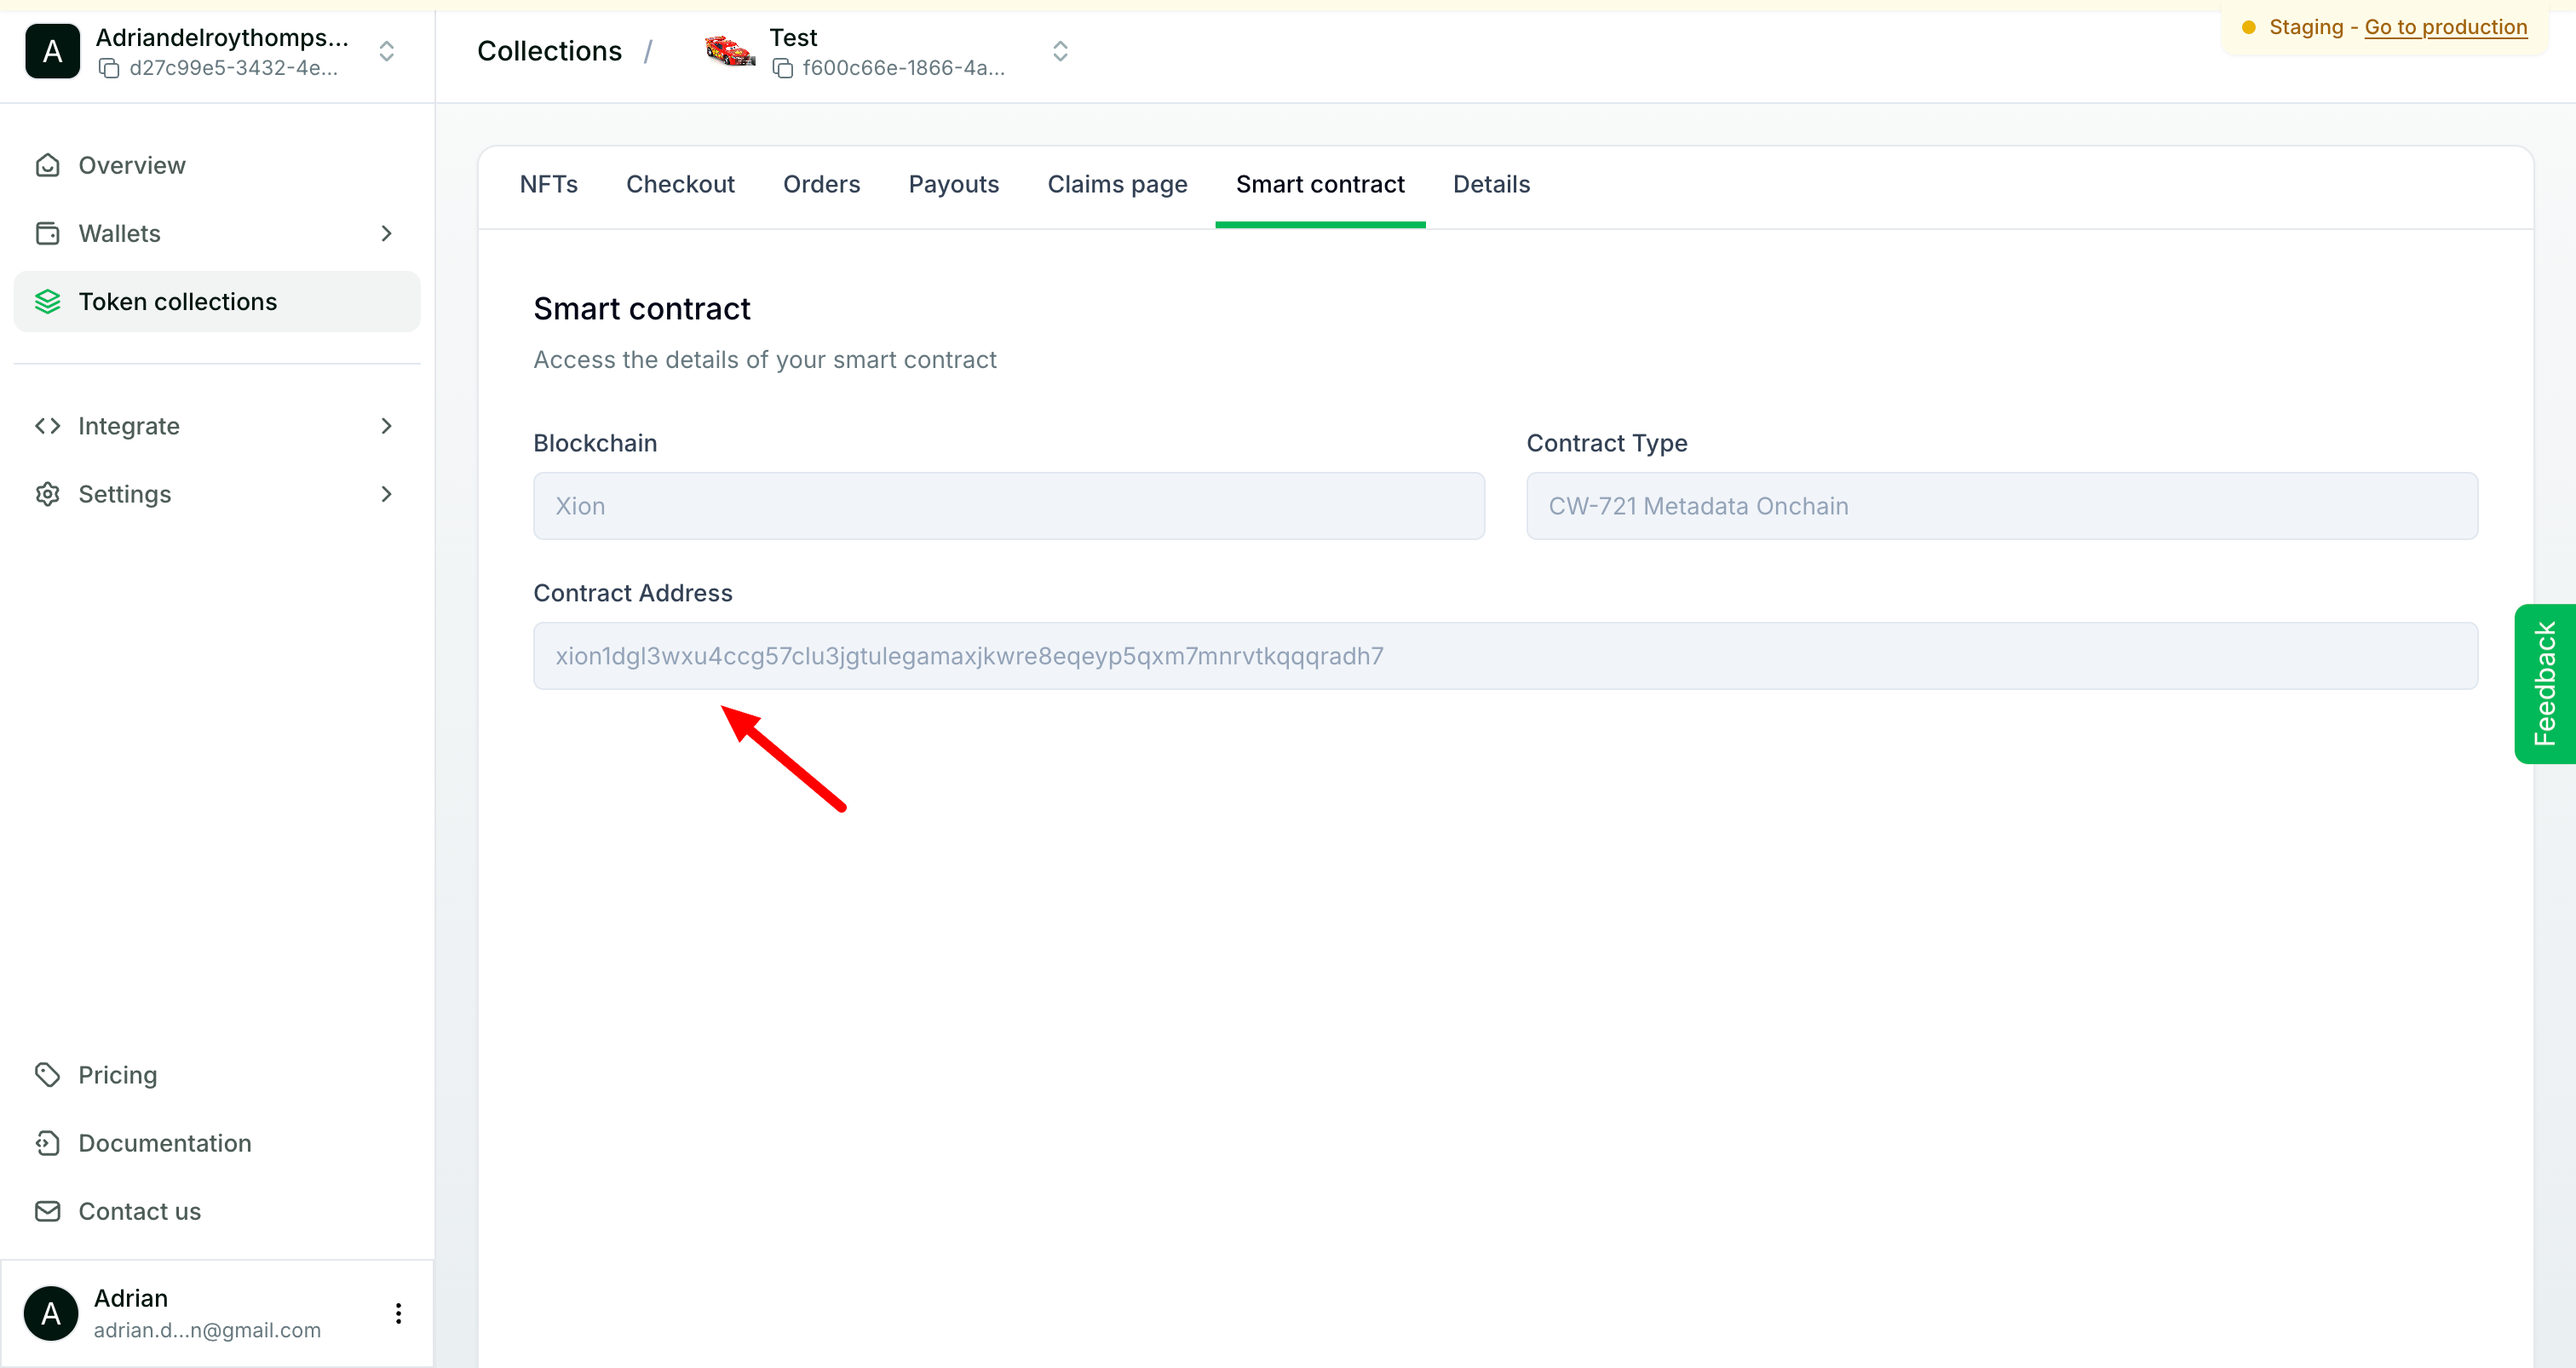 Staging - Go to production
A
Adriandelroythomps...
d27c99e5-3432-4e...
Collections / Test
f600c66e-1866-4a...
Overview
Wallets
Token collections
Integrate
Settings
Pricing
Documentation
Contact us
A
Adrian
adrian.d...n@gmail.com
NFTs Checkout Orders Payouts Claims page Smart contract Details
Smart contract
Access the details of your smart contract
Blockchain
Xion
Contract Type
CW-721 Metadata Onchain
Contract Address
xion1dgl3wxu4ccg57clu3jgtulegamaxjkwre8eqeyp5qxm7mnrvtkqqqradh7
Feedback